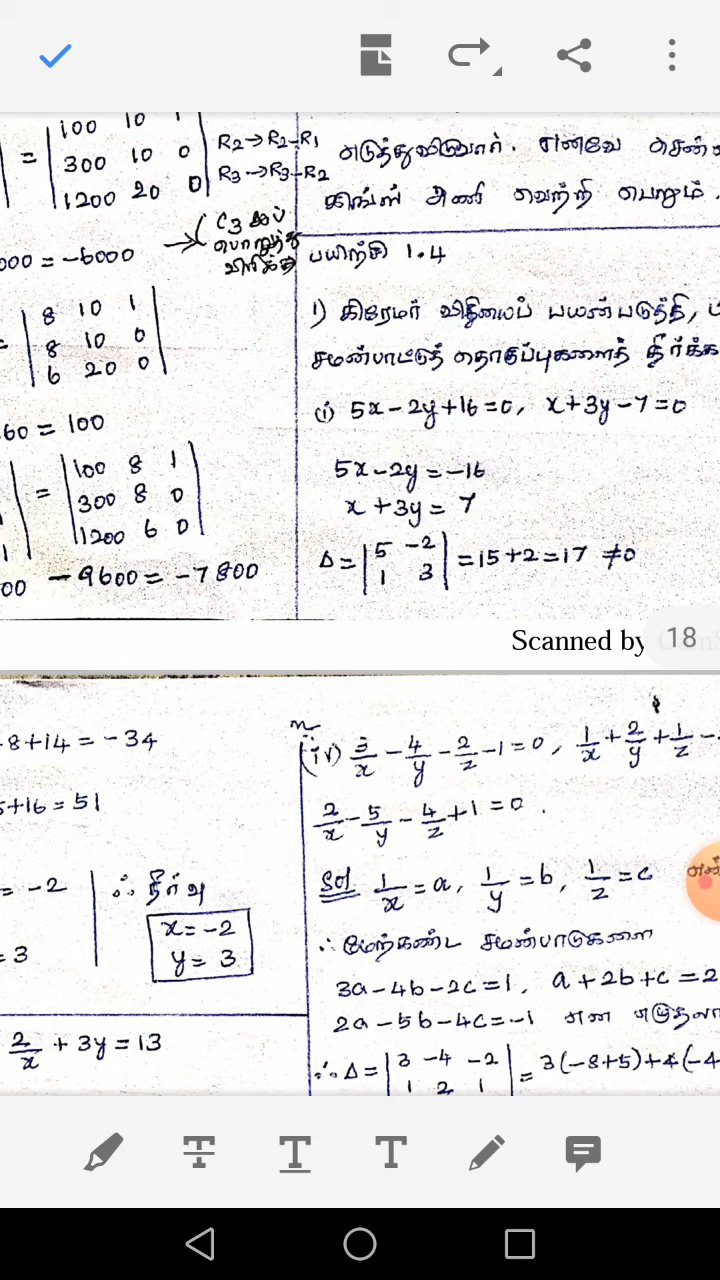 = | 100 10 1 |
| 300 10 0 | R2→R2-R1
| 1200 20 0 | R3→R3-R2
000 = -6000 → ( C3 ஐப்
பொறுத்து
விரிக்க
| 8 10 1 |
| 8 10 0 |
| 6 20 0 |
60 = 100
= | 100 8 1 |
| 300 8 0 |
| 1200 6 0 |
00 - 9600 = -7800
எடுத்துவிடுவார். எனவே சென்
கிங்ஸ் அணி வெற்றி பெறும்.
பயிற்சி 1.4
1) கிரேமர் விதியைப் பயன்படுத்தி,
சமன்பாட்டுத் தொகுப்புகளைத் தீர்க்க
(i) 5x-2y+16=0, x+3y-7=0
5x-2y=-16
x+3y= 7
Δ= | 5 -2 | =15+2=17 ≠0
| 1 3 |
Scanned by
18
8+14=-34
5+16=51
= -2
= 3
∴ தீர்வு
x=-2
y= 3
2/x + 3y=13
(iv) 3/x - 4/y - 2/z -1=0, 1/x + 2/y + 1/z -
2/x - 5/y - 4/z +1=0.
Sol 1/x = a, 1/y = b, 1/z = c
∴ மேற்கண்ட சமன்பாடுகளை
3a-4b-2c=1, a+2b+c=2
2a-5b-4c=-1 என எழுதலா
∴ Δ= | 3 -4 -2 | = 3(-8+5)+4(-4
| 1 2 1 |